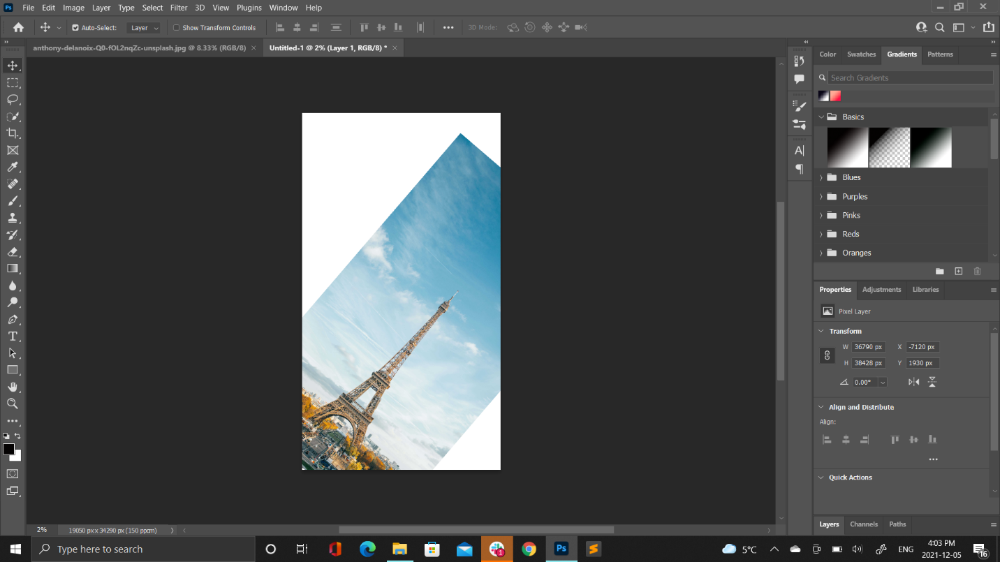 Ps File Edit Image Layer Type Select Filter 3D View Plugins Window Help
Auto-Select: Layer Show Transform Controls 3D Mode:
anthony-delanoix-Q0-fOL2nqZc-unsplash.jpg @ 8.33% (RGB/8) × Untitled-1 @ 2% (Layer 1, RGB/8) * ×
Color Swatches Gradients Patterns
Search Gradients
Basics
Blues
Purples
Pinks
Reds
Oranges
Properties Adjustments Libraries
Pixel Layer
Transform
W 36790 px X -7120 px
H 38428 px Y 1930 px
0.00°
Align and Distribute
Align:
Quick Actions
Layers Channels Paths
2% 19050 px x 34290 px (150 ppcm)
Type here to search
1
Ps
5°C
ENG
4:03 PM
2021-12-05
16